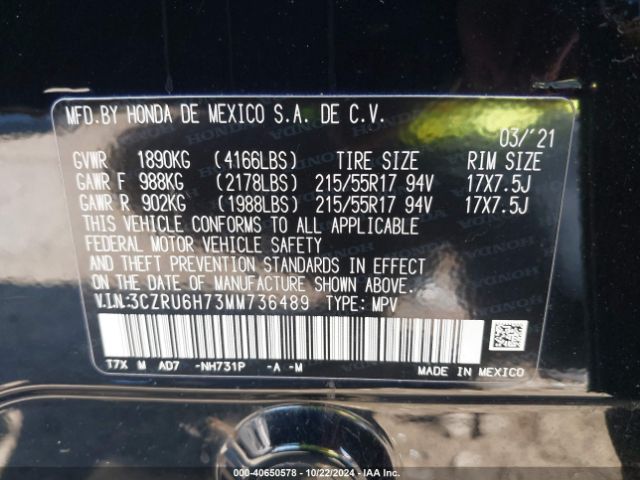 MFD.BY HONDA DE MEXICO S.A. DE C.V.
03/'21
GVWR 1890KG (4166LBS) TIRE SIZE RIM SIZE
GAWR F 988KG (2178LBS) 215/55R17 94V 17X7.5J
GAWR R 902KG (1988LBS) 215/55R17 94V 17X7.5J
THIS VEHICLE CONFORMS TO ALL APPLICABLE
FEDERAL MOTOR VEHICLE SAFETY
AND THEFT PREVENTION STANDARDS IN EFFECT
ON THE DATE OF MANUFACTURE SHOWN ABOVE.
V.I.N:3CZRU6H73MM736489 TYPE: MPV
T7X M AD7 -NH731P -A -M
MADE IN MEXICO
000-40650578 - 10/22/2024 - IAA Inc.